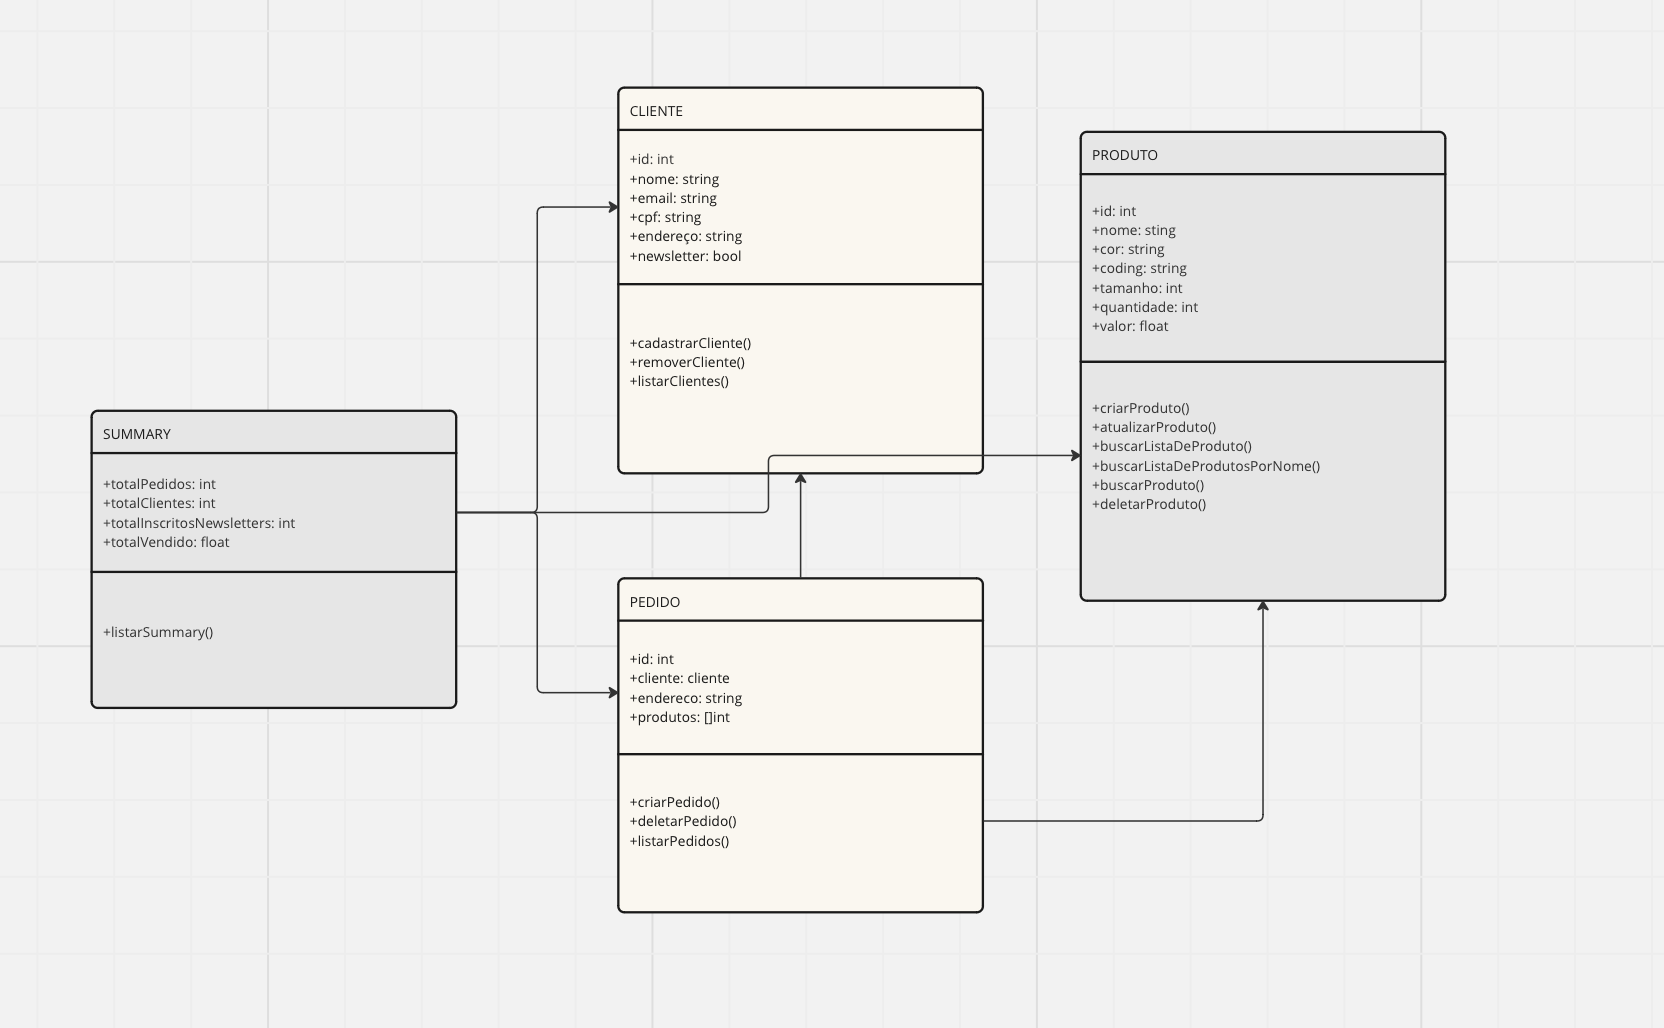 CLIENTE
+id: int
+nome: string
+email: string
+cpf: string
+endereço: string
+newsletter: bool
+cadastrarCliente()
+removerCliente()
+listarClientes()
PRODUTO
+id: int
+nome: sting
+cor: string
+coding: string
+tamanho: int
+quantidade: int
+valor: float
+criarProduto()
+atualizarProduto()
+buscarListaDeProduto()
+buscarListaDeProdutosPorNome()
+buscarProduto()
+deletarProduto()
SUMMARY
+totalPedidos: int
+totalClientes: int
+totalInscritosNewsletters: int
+totalVendido: float
+listarSummary()
PEDIDO
+id: int
+cliente: cliente
+endereco: string
+produtos: []int
+criarPedido()
+deletarPedido()
+listarPedidos()